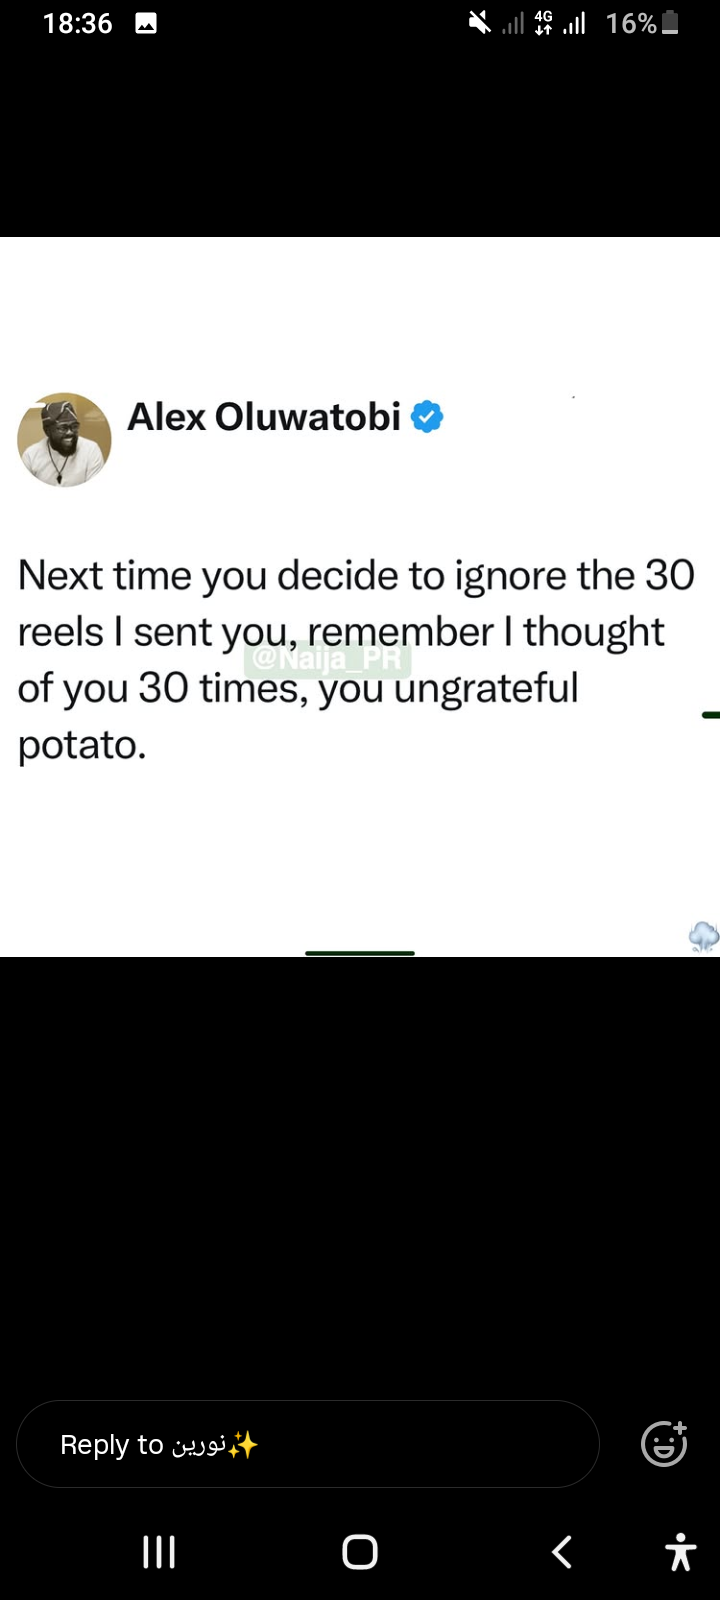 18:36
4G
16%
Alex Oluwatobi
Next time you decide to ignore the 30
reels I sent you, remember I thought
@Naija_PR
of you 30 times, you ungrateful
potato.
Reply to نورين✨